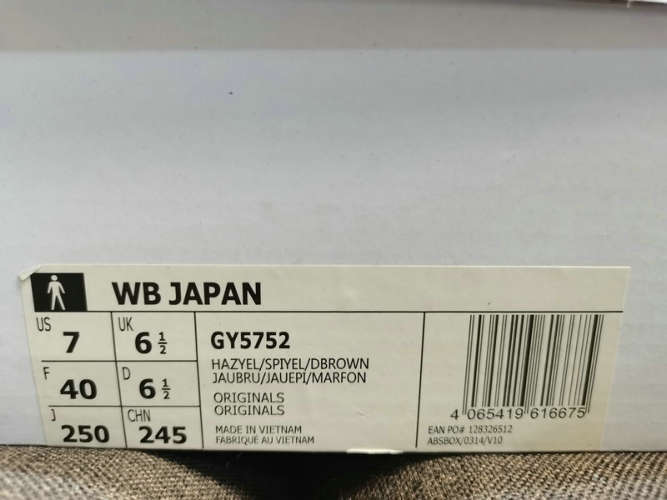 WB JAPAN
US 7 UK 6 1/2
F 40 D 6 1/2
J 250 CHN 245
GY5752
HAZYEL/SPIYEL/DBROWN
JAUBRU/JAUEPI/MARFON
ORIGINALS
ORIGINALS
MADE IN VIETNAM
FABRIQUÉ AU VIETNAM
4 065419 616675
EAN PO# 128326512
ABSBOX/0314/V10